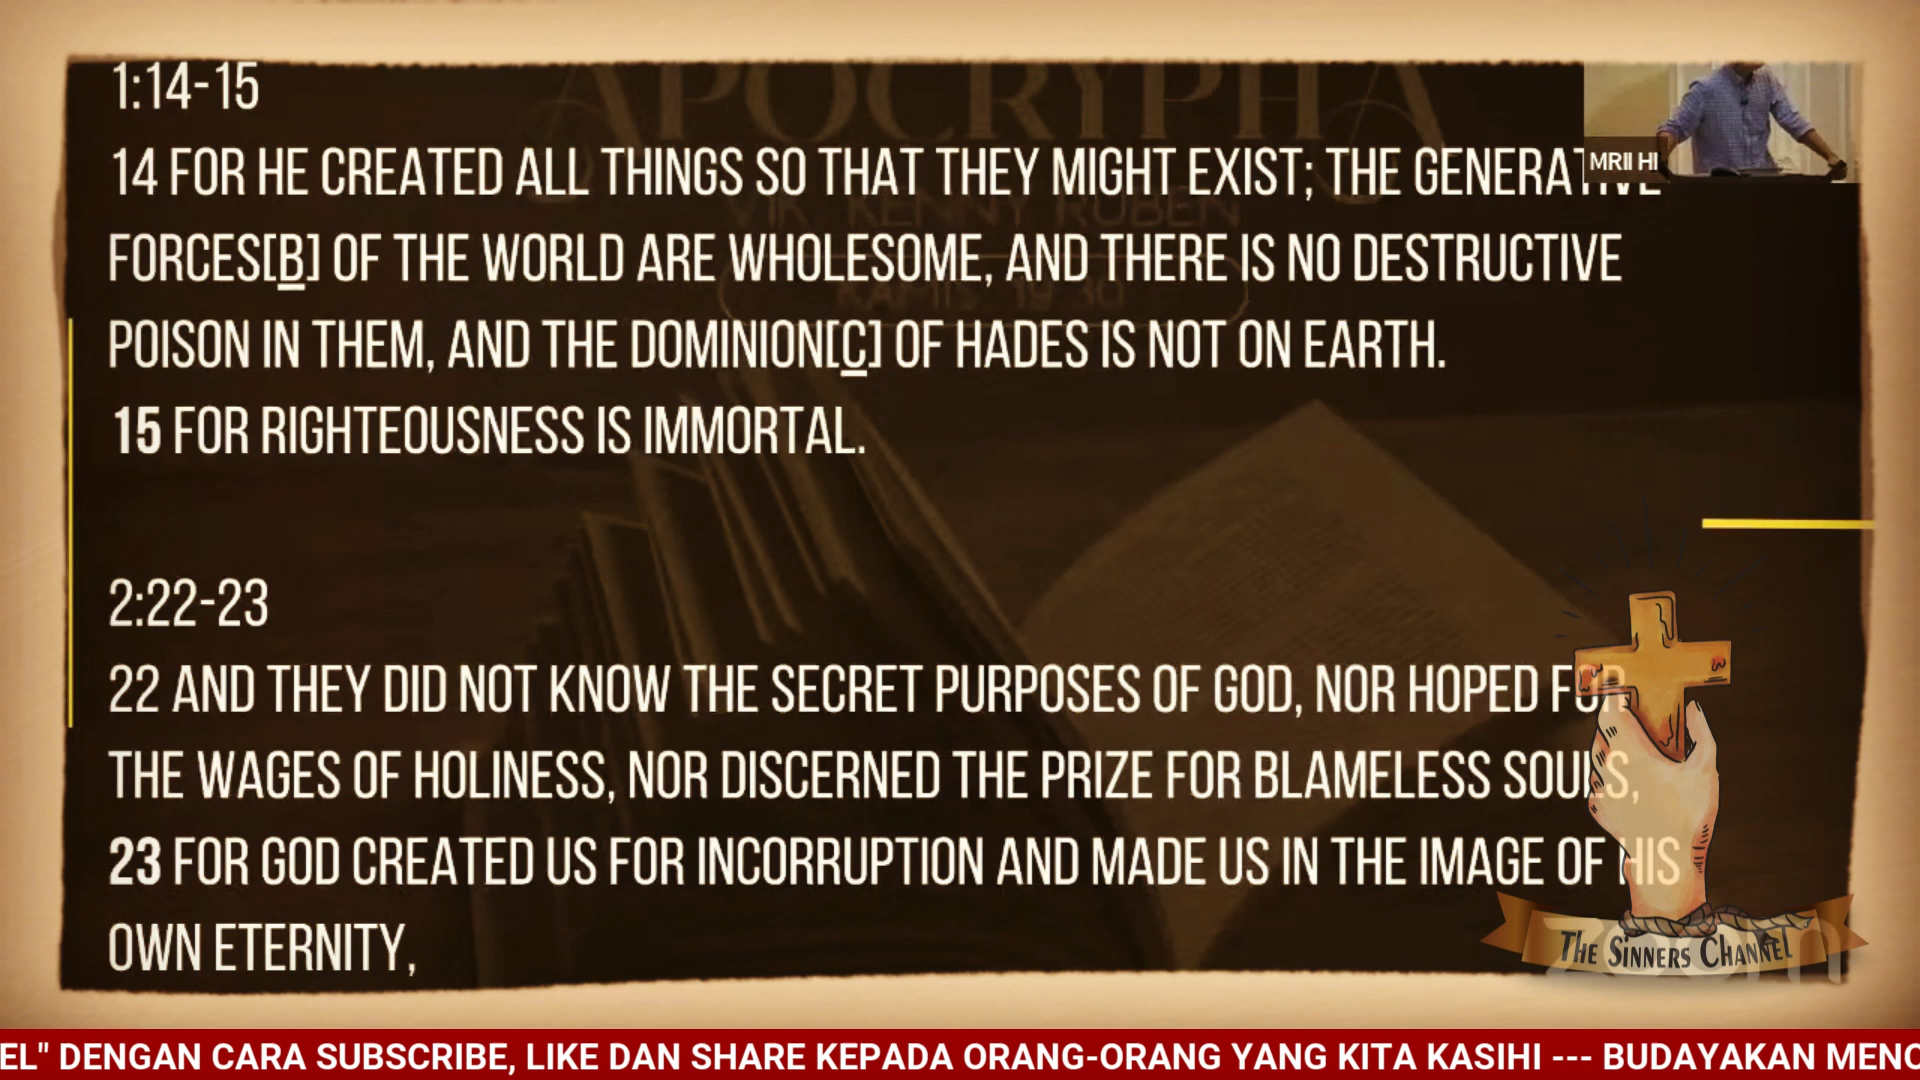 APOCRYPHA
1:14-15
14 FOR HE CREATED ALL THINGS SO THAT THEY MIGHT EXIST; THE GENERATIVE
MRII HI
VIK. KENNY RUBEN
FORCES[B] OF THE WORLD ARE WHOLESOME, AND THERE IS NO DESTRUCTIVE
POISON IN THEM, AND THE DOMINION[C] OF HADES IS NOT ON EARTH.
15 FOR RIGHTEOUSNESS IS IMMORTAL.
2:22-23
22 AND THEY DID NOT KNOW THE SECRET PURPOSES OF GOD, NOR HOPED FOR
THE WAGES OF HOLINESS, NOR DISCERNED THE PRIZE FOR BLAMELESS SOULS,
23 FOR GOD CREATED US FOR INCORRUPTION AND MADE US IN THE IMAGE OF HIS
OWN ETERNITY,
THE SINNERS CHANNEL
zoom
EL" DENGAN CARA SUBSCRIBE, LIKE DAN SHARE KEPADA ORANG-ORANG YANG KITA KASIHI --- BUDAYAKAN MENO